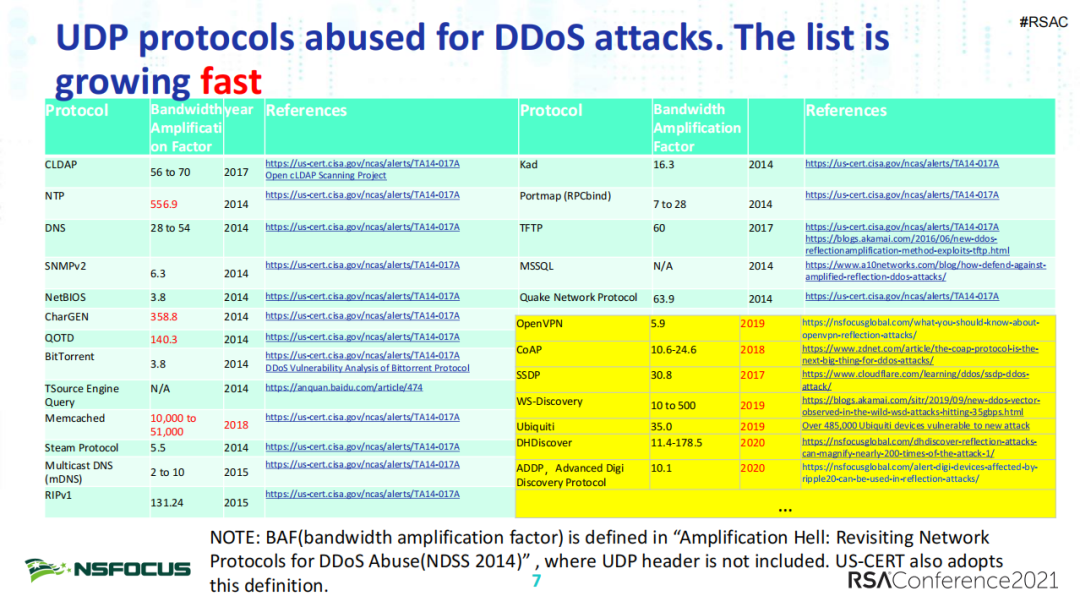 #RSAC
UDP protocols abused for DDoS attacks. The list is
growing fast
Protocol
Bandwidth
Amplificati
on Factor
year
References
CLDAP
56 to 70
2017
https://us-cert.cisa.gov/ncas/alerts/TA14-017A
Open cLDAP Scanning Project
NTP
556.9
2014
https://us-cert.cisa.gov/ncas/alerts/TA14-017A
DNS
28 to 54
2014
https://us-cert.cisa.gov/ncas/alerts/TA14-017A
SNMPv2
6.3
2014
https://us-cert.cisa.gov/ncas/alerts/TA14-017A
NetBIOS
3.8
2014
https://us-cert.cisa.gov/ncas/alerts/TA14-017A
CharGEN
358.8
2014
https://us-cert.cisa.gov/ncas/alerts/TA14-017A
QOTD
140.3
2014
https://us-cert.cisa.gov/ncas/alerts/TA14-017A
BitTorrent
3.8
2014
https://us-cert.cisa.gov/ncas/alerts/TA14-017A
DDoS Vulnerability Analysis of Bittorrent Protocol
TSource Engine
Query
N/A
2014
https://anquan.baidu.com/article/474
Memcached
10,000 to
51,000
2018
https://us-cert.cisa.gov/ncas/alerts/TA14-017A
Steam Protocol
5.5
2014
https://us-cert.cisa.gov/ncas/alerts/TA14-017A
Multicast DNS
(mDNS)
2 to 10
2015
https://us-cert.cisa.gov/ncas/alerts/TA14-017A
RIPv1
131.24
2015
https://us-cert.cisa.gov/ncas/alerts/TA14-017A
Protocol
Bandwidth
Amplification
Factor
References
Kad
16.3
2014
https://us-cert.cisa.gov/ncas/alerts/TA14-017A
Portmap (RPCbind)
7 to 28
2014
https://us-cert.cisa.gov/ncas/alerts/TA14-017A
TFTP
60
2017
https://us-cert.cisa.gov/ncas/alerts/TA14-017A
https://blogs.akamai.com/2016/06/new-ddos-
reflectionamplification-method-exploits-tftp.html
MSSQL
N/A
2014
https://www.a10networks.com/blog/how-defend-against-
amplified-reflection-ddos-attacks/
Quake Network Protocol
63.9
2014
https://us-cert.cisa.gov/ncas/alerts/TA14-017A
OpenVPN
5.9
2019
https://nsfocusglobal.com/what-you-should-know-about-
openvpn-reflection-attacks/
CoAP
10.6-24.6
2018
https://www.zdnet.com/article/the-coap-protocol-is-the-
next-big-thing-for-ddos-attacks/
SSDP
30.8
2017
https://www.cloudflare.com/learning/ddos/ssdp-ddos-
attack/
WS-Discovery
10 to 500
2019
https://blogs.akamai.com/sitr/2019/09/new-ddos-vector-
observed-in-the-wild-wsd-attacks-hitting-35gbps.html
Ubiquiti
35.0
2019
Over 485,000 Ubiquiti devices vulnerable to new attack
DHDiscover
11.4-178.5
2020
https://nsfocusglobal.com/dhdiscover-reflection-attacks-
can-magnify-nearly-200-times-of-the-attack-1/
ADDP，Advanced Digi
Discovery Protocol
10.1
2020
https://nsfocusglobal.com/alert-digi-devices-affected-by-
ripple20-can-be-used-in-reflection-attacks/
...
NOTE: BAF(bandwidth amplification factor) is defined in “Amplification Hell: Revisiting Network
Protocols for DDoS Abuse(NDSS 2014)” , where UDP header is not included. US-CERT also adopts
this definition.
NSFOCUS
7
RSAConference2021